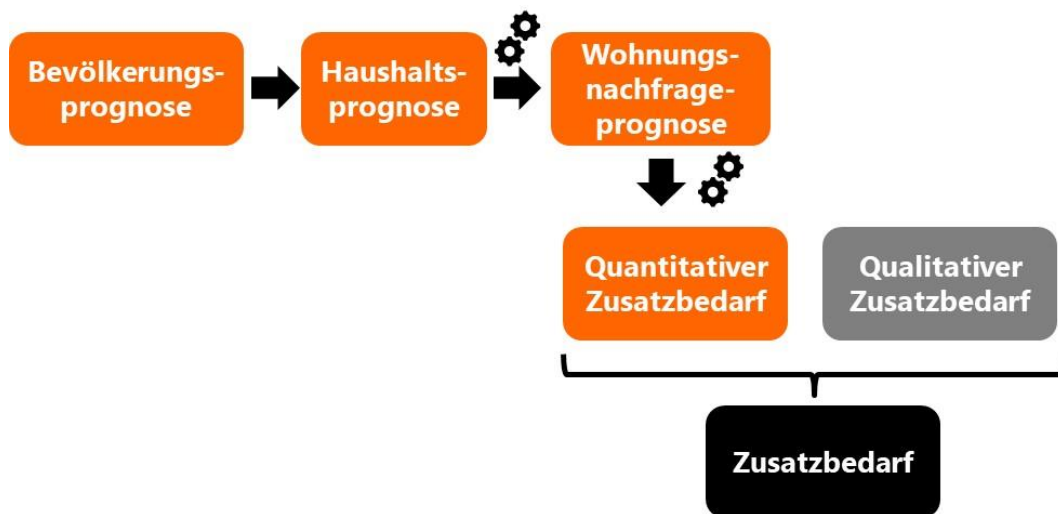 Bevölkerungs-
prognose
Haushalts-
prognose
Wohnungs-
nachfrage-
prognose
Quantitativer
Zusatzbedarf
Qualitativer
Zusatzbedarf
Zusatzbedarf